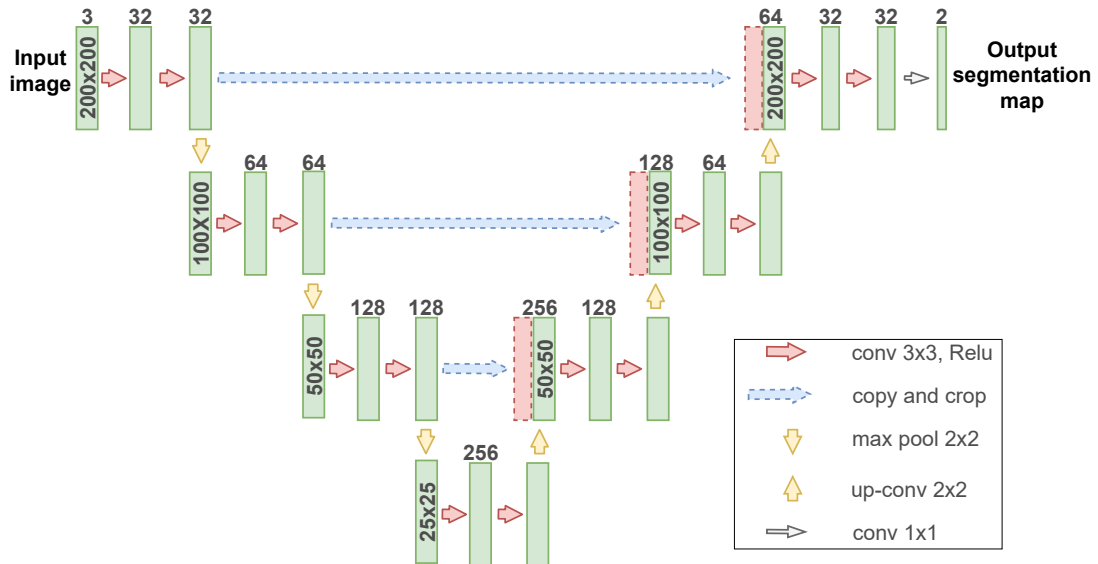 3
32
32
64
32
32
2
Input
image
200x200
200x200
Output
segmentation
map
64
64
128
64
100X100
100x100
128
128
256
128
50x50
50x50
256
25x25
conv 3x3, Relu
copy and crop
max pool 2x2
up-conv 2x2
conv 1x1